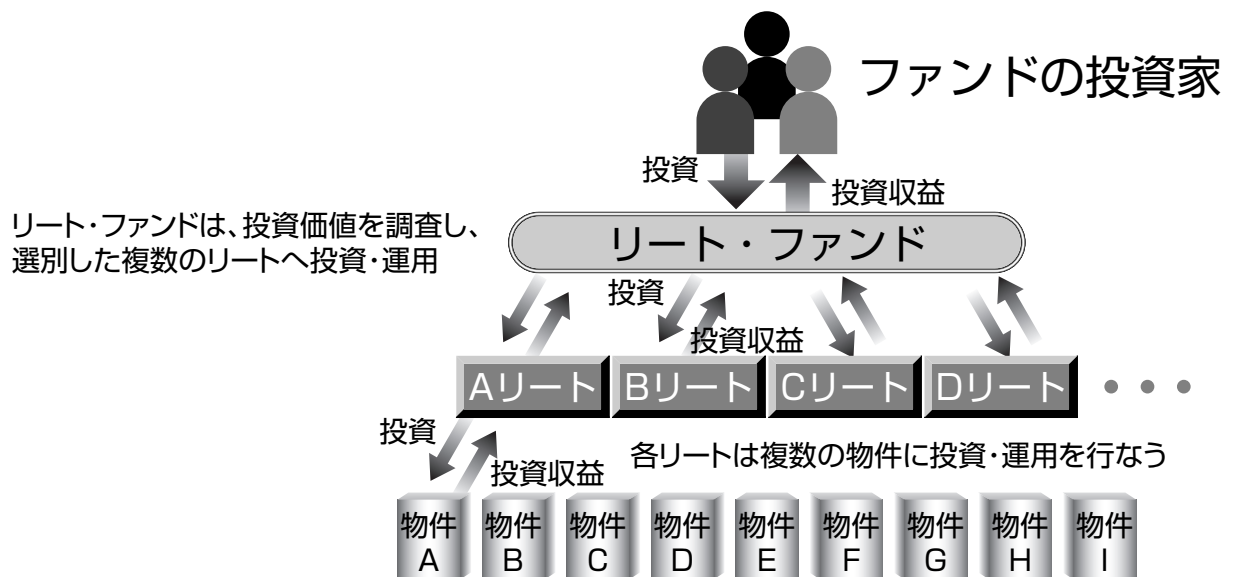 ファンドの投資家
投資
投資収益
リート・ファンドは、投資価値を調査し、
選別した複数のリートへ投資・運用
リート・ファンド
投資
投資収益
Aリート
Bリート
Cリート
Dリート
・・・
投資
投資収益
各リートは複数の物件に投資・運用を行なう
物件
A
物件
B
物件
C
物件
D
物件
E
物件
F
物件
G
物件
H
物件
I